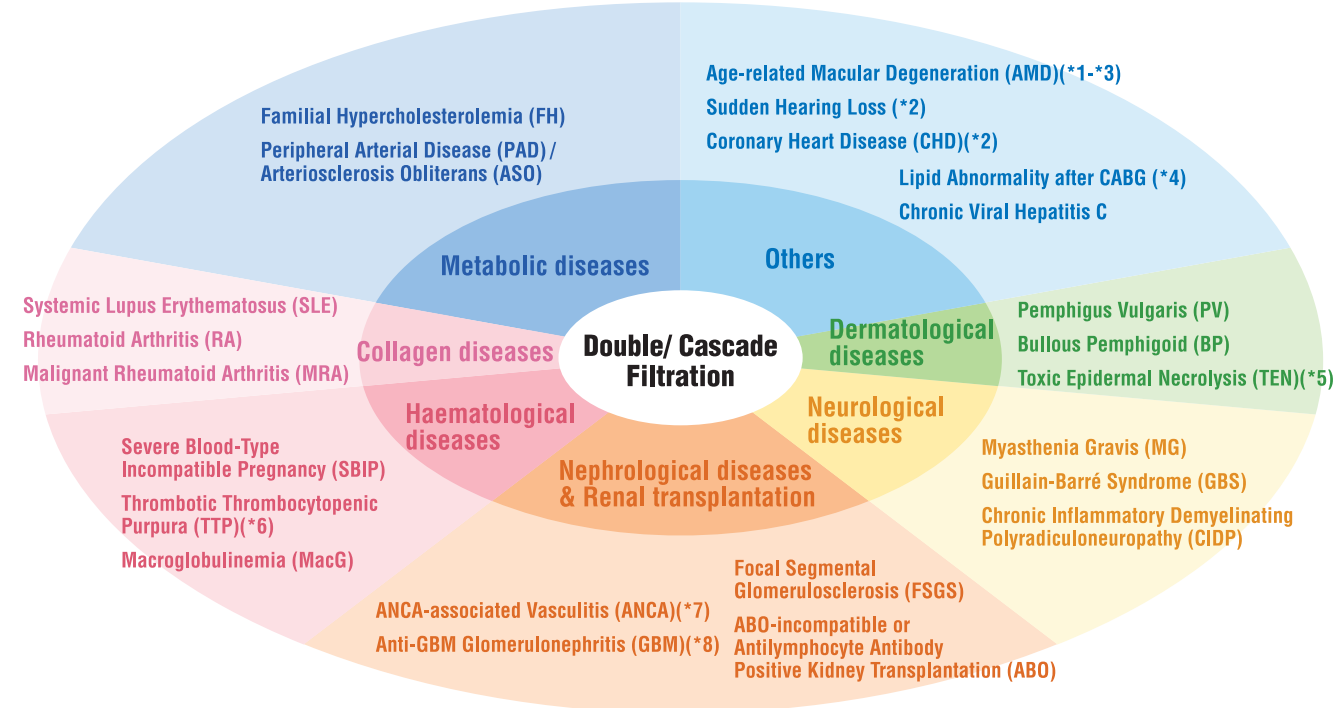 Familial Hypercholesterolemia (FH)
Peripheral Arterial Disease (PAD) /
Arteriosclerosis Obliterans (ASO)
Metabolic diseases
Age-related Macular Degeneration (AMD)(*1-*3)
Sudden Hearing Loss (*2)
Coronary Heart Disease (CHD)(*2)
Lipid Abnormality after CABG (*4)
Chronic Viral Hepatitis C
Others
Systemic Lupus Erythematosus (SLE)
Rheumatoid Arthritis (RA)
Malignant Rheumatoid Arthritis (MRA)
Collagen diseases
Double/ Cascade
Filtration
Dermatological
diseases
Pemphigus Vulgaris (PV)
Bullous Pemphigoid (BP)
Toxic Epidermal Necrolysis (TEN)(*5)
Haematological
diseases
Severe Blood-Type
Incompatible Pregnancy (SBIP)
Thrombotic Thrombocytopenic
Purpura (TTP)(*6)
Macroglobulinemia (MacG)
Neurological
diseases
Myasthenia Gravis (MG)
Guillain-Barré Syndrome (GBS)
Chronic Inflammatory Demyelinating
Polyradiculoneuropathy (CIDP)
Nephrological diseases
& Renal transplantation
ANCA-associated Vasculitis (ANCA)(*7)
Anti-GBM Glomerulonephritis (GBM)(*8)
Focal Segmental
Glomerulosclerosis (FSGS)
ABO-incompatible or
Antilymphocyte Antibody
Positive Kidney Transplantation (ABO)